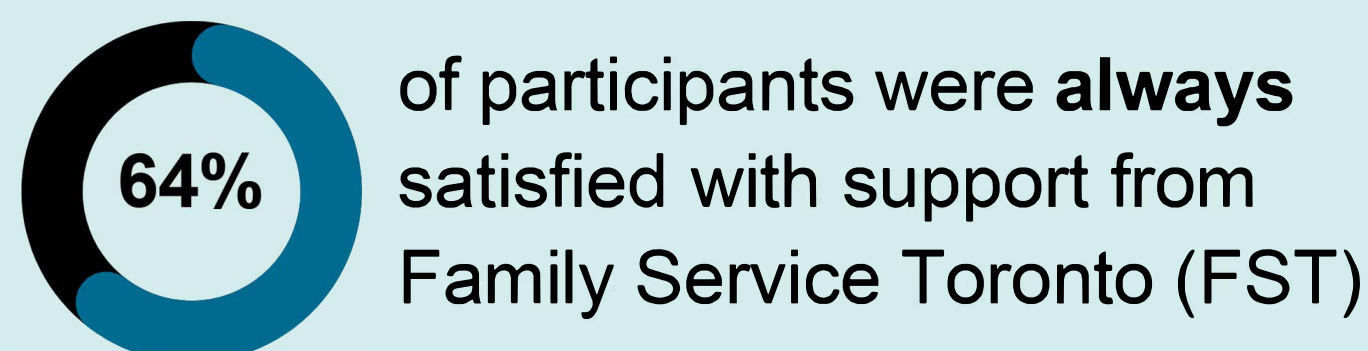 64%
of participants were always
satisfied with support from
Family Service Toronto (FST)